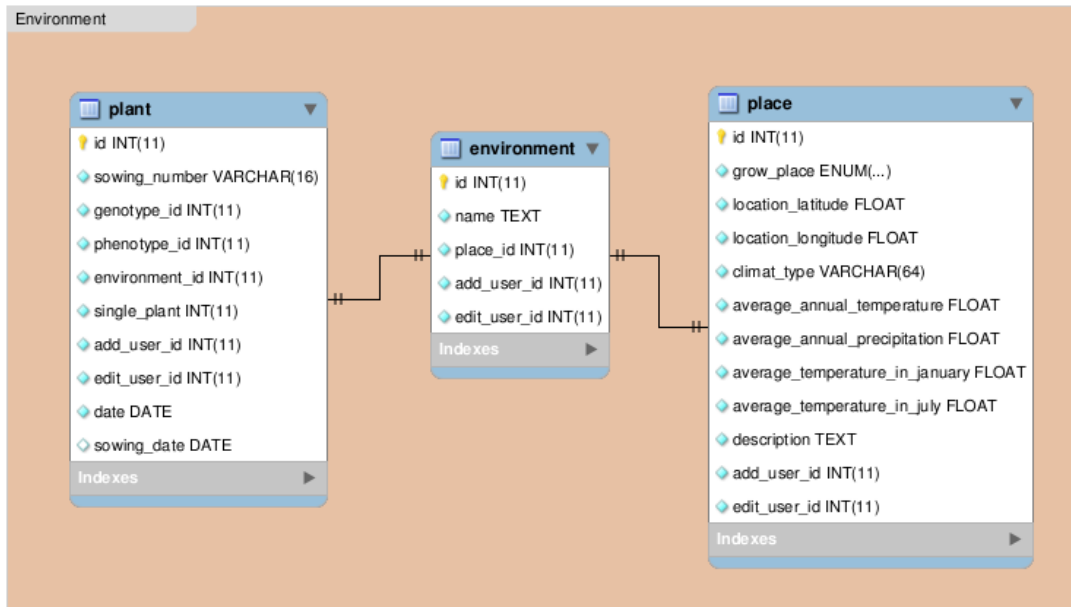 Environment
plant
id INT(11)
sowing_number VARCHAR(16)
genotype_id INT(11)
phenotype_id INT(11)
environment_id INT(11)
single_plant INT(11)
add_user_id INT(11)
edit_user_id INT(11)
date DATE
sowing_date DATE
Indexes
environment
id INT(11)
name TEXT
place_id INT(11)
add_user_id INT(11)
edit_user_id INT(11)
Indexes
place
id INT(11)
grow_place ENUM(...)
location_latitude FLOAT
location_longitude FLOAT
climat_type VARCHAR(64)
average_annual_temperature FLOAT
average_annual_precipitation FLOAT
average_temperature_in_january FLOAT
average_temperature_in_july FLOAT
description TEXT
add_user_id INT(11)
edit_user_id INT(11)
Indexes